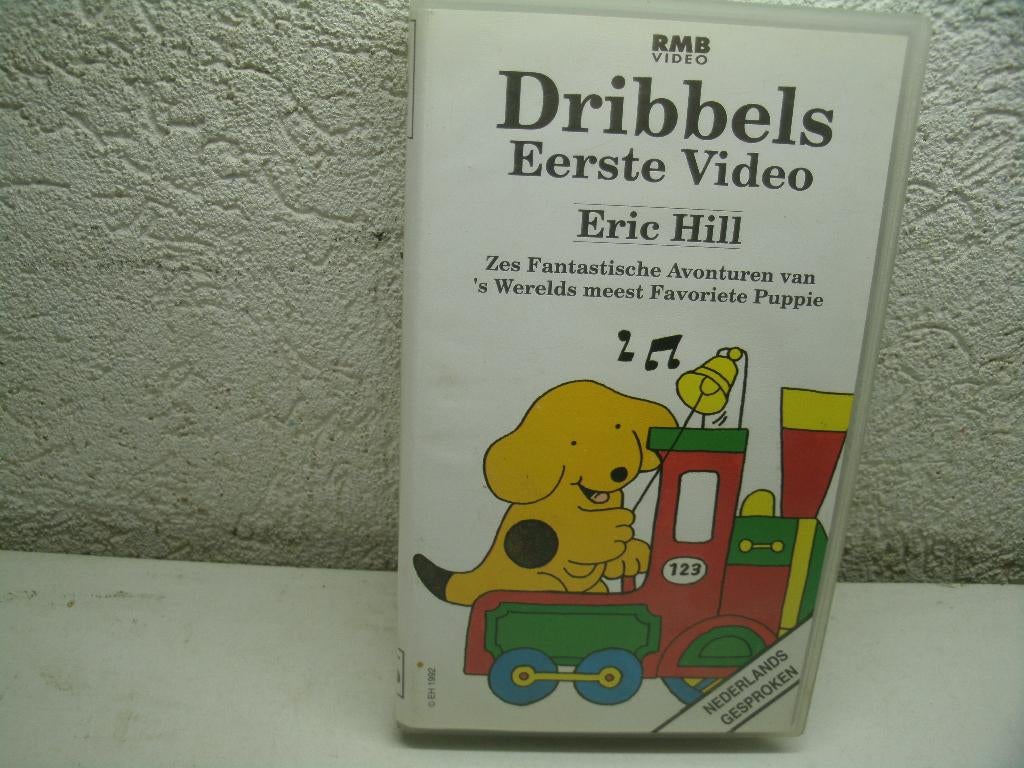 RMB
VIDEO
Dribbels
Eerste Video
Eric Hill
Zes Fantastische Avonturen van
's Werelds meest Favoriete Puppie
123
NEDERLANDS
GESPROKEN
© EH 1992